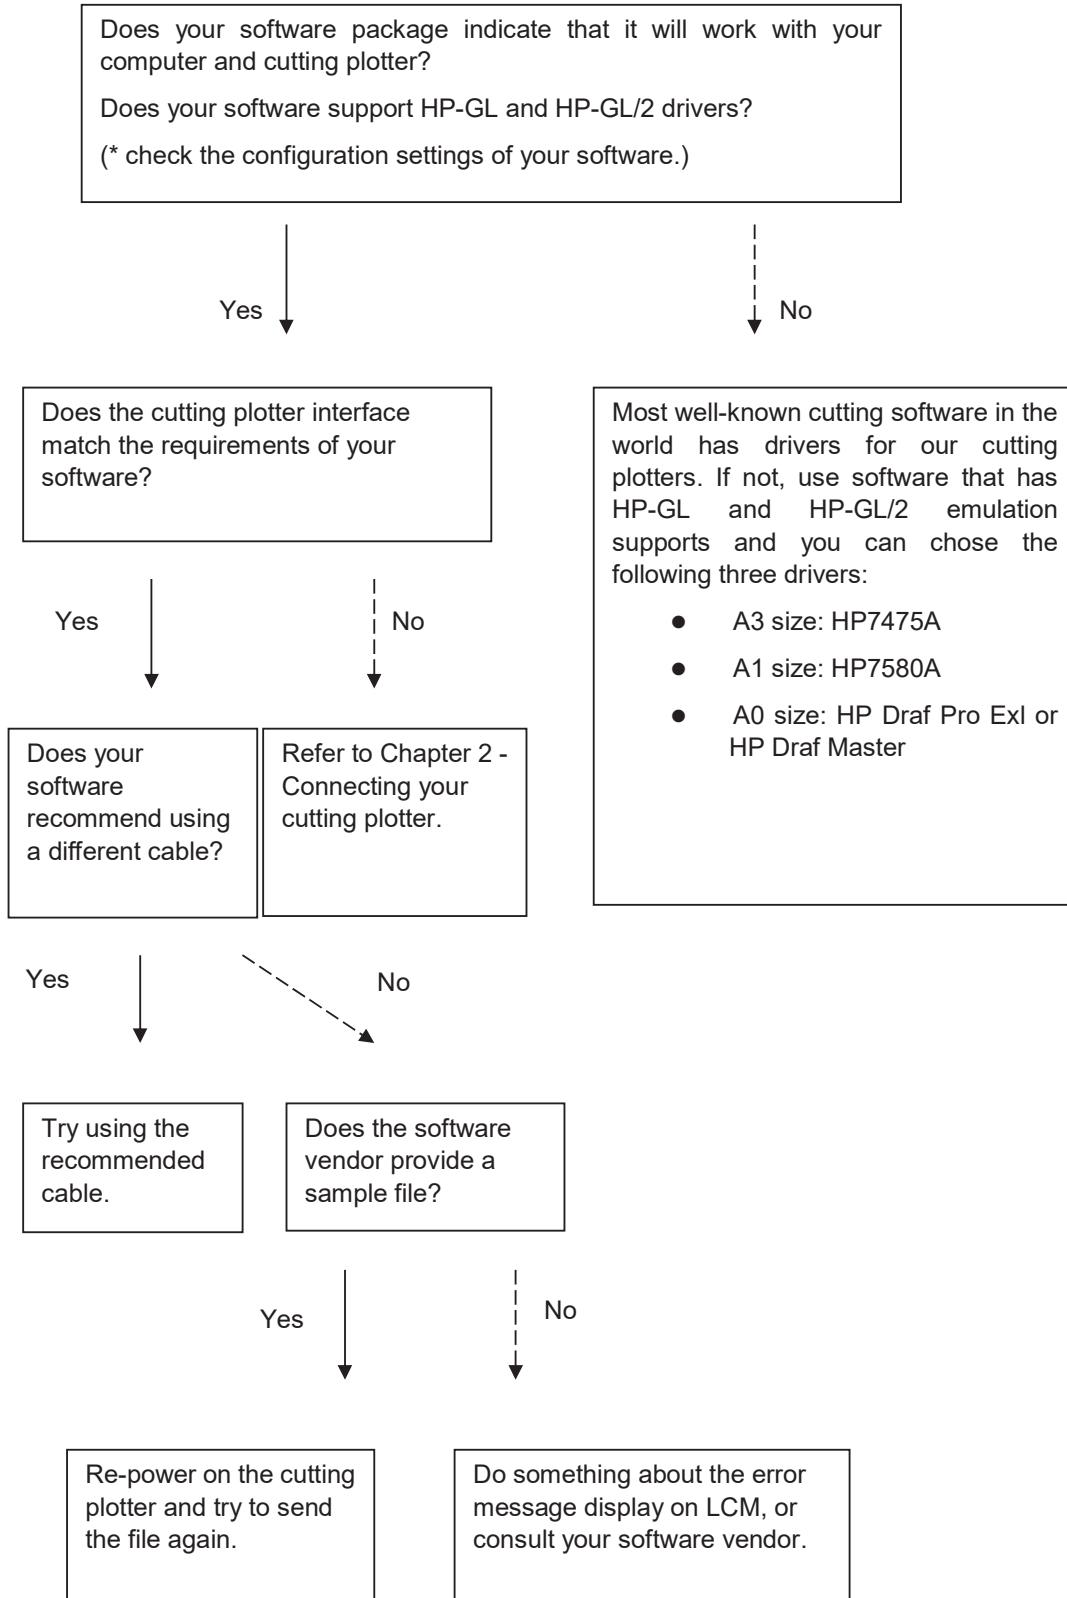 Does your software package indicate that it will work with your
computer and cutting plotter?
Does your software support HP-GL and HP-GL/2 drivers?
(* check the configuration settings of your software.)
Yes
No
Does the cutting plotter interface
match the requirements of your
software?
Most well-known cutting software in the
world has drivers for our cutting
plotters. If not, use software that has
HP-GL and HP-GL/2 emulation
supports and you can chose the
following three drivers:
● A3 size: HP7475A
● A1 size: HP7580A
● A0 size: HP Draf Pro Exl or
HP Draf Master
Yes
No
Does your
software
recommend using
a different cable?
Refer to Chapter 2 -
Connecting your
cutting plotter.
Yes
No
Try using the
recommended
cable.
Does the software
vendor provide a
sample file?
Yes
No
Re-power on the cutting
plotter and try to send
the file again.
Do something about the error
message display on LCM, or
consult your software vendor.